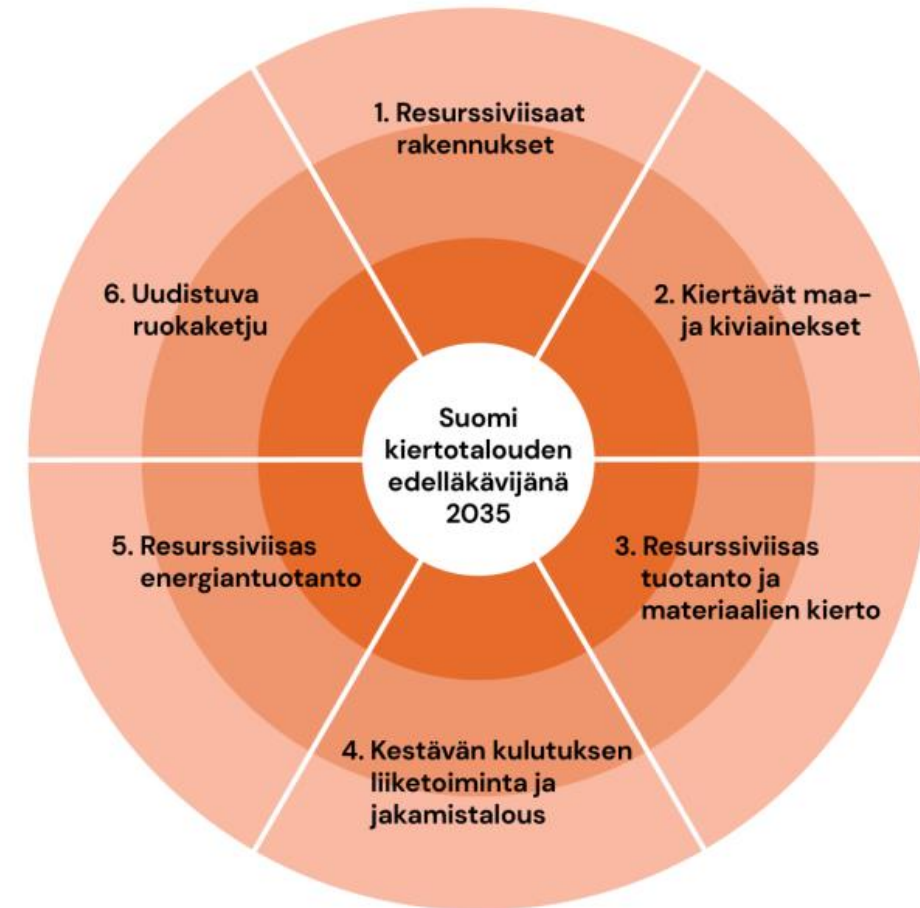 1. Resurssiviisaat
rakennukset
2. Kiertävät maa-
ja kiviainekset
3. Resurssiviisas
tuotanto ja
materiaalien kierto
4. Kestävän kulutuksen
liiketoiminta ja
jakamistalous
5. Resurssiviisas
energiantuotanto
6. Uudistuva
ruokaketju
Suomi
kiertotalouden
edelläkävijänä
2035